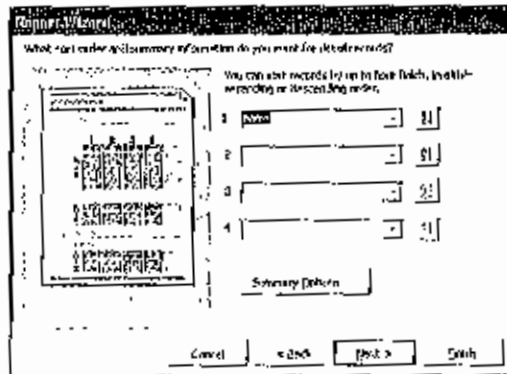 Report Wizard
What sort order and summary information do you want for detail records?
You can sort records by up to four fields, in either
ascending or descending order.
1
2
3
4
Summary Options
Cancel < Back Next > Finish